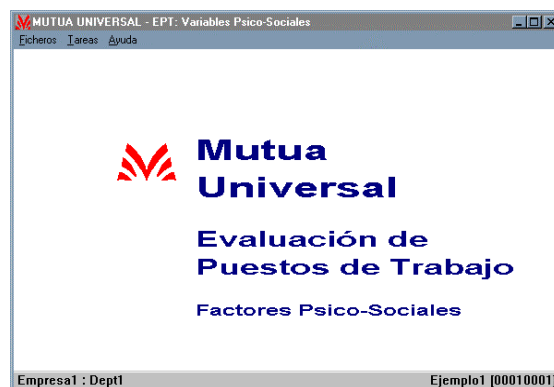 MUTUA UNIVERSAL - EPT: Variables Psico-Sociales
Ficheros Tareas Ayuda
Mutua
Universal
Evaluación de
Puestos de Trabajo
Factores Psico-Sociales
Empresa1 : Dept1 Ejemplo1 [00010001]